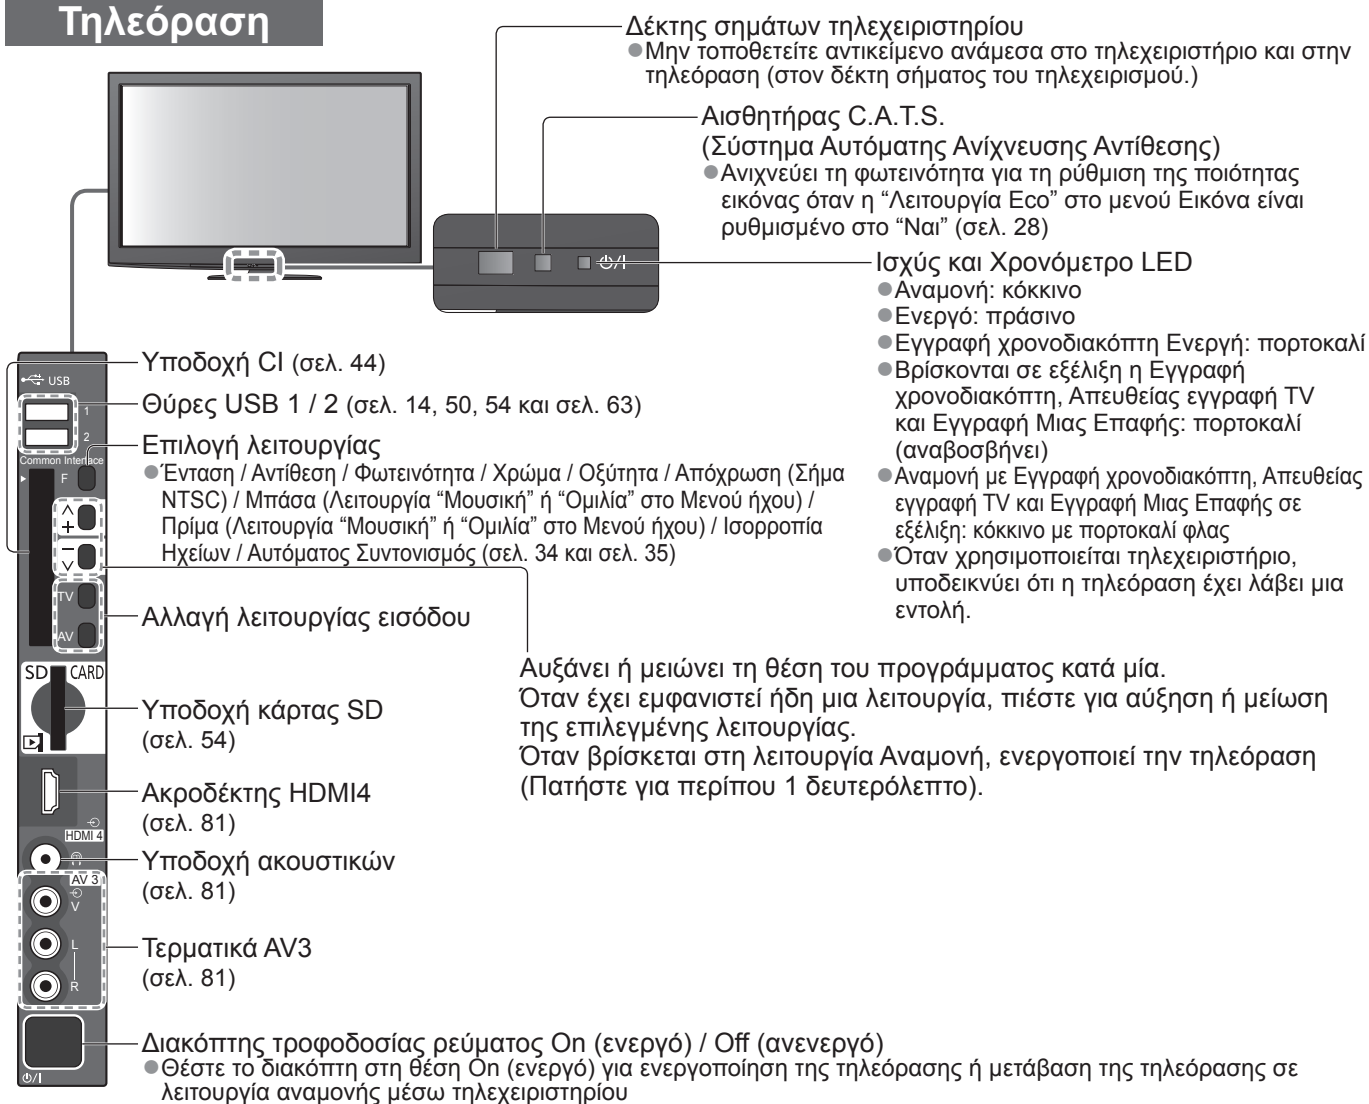 Τηλεόραση
Δέκτης σημάτων τηλεχειριστηρίου
●Μην τοποθετείτε αντικείμενο ανάμεσα στο τηλεχειριστήριο και στην
τηλεόραση (στον δέκτη σήματος του τηλεχειρισμού.)
Αισθητήρας C.A.T.S.
(Σύστημα Αυτόματης Ανίχνευσης Αντίθεσης)
●Ανιχνεύει τη φωτεινότητα για τη ρύθμιση της ποιότητας
εικόνας όταν η “Λειτουργία Eco” στο μενού Εικόνα είναι
ρυθμισμένο στο “Ναι” (σελ. 28)
Ισχύς και Χρονόμετρο LED
●Αναμονή: κόκκινο
●Ενεργό: πράσινο
●Εγγραφή χρονοδιακόπτη Ενεργή: πορτοκαλί
●Βρίσκονται σε εξέλιξη η Εγγραφή
χρονοδιακόπτη, Απευθείας εγγραφή TV
και Εγγραφή Μιας Επαφής: πορτοκαλί
(αναβοσβήνει)
●Αναμονή με Εγγραφή χρονοδιακόπτη, Απευθείας
εγγραφή TV και Εγγραφή Μιας Επαφής σε
εξέλιξη: κόκκινο με πορτοκαλί φλας
●Όταν χρησιμοποιείται τηλεχειριστήριο,
υποδεικνύει ότι η τηλεόραση έχει λάβει μια
εντολή.
Υποδοχή CI (σελ. 44)
Θύρες USB 1 / 2 (σελ. 14, 50, 54 και σελ. 63)
Επιλογή λειτουργίας
●Ένταση / Αντίθεση / Φωτεινότητα / Χρώμα / Οξύτητα / Απόχρωση (Σήμα
NTSC) / Μπάσα (Λειτουργία “Μουσική” ή “Ομιλία” στο Μενού ήχου) /
Πρίμα (Λειτουργία “Μουσική” ή “Ομιλία” στο Μενού ήχου) / Ισορροπία
Ηχείων / Αυτόματος Συντονισμός (σελ. 34 και σελ. 35)
Αλλαγή λειτουργίας εισόδου
Αυξάνει ή μειώνει τη θέση του προγράμματος κατά μία.
Όταν έχει εμφανιστεί ήδη μια λειτουργία, πιέστε για αύξηση ή μείωση
της επιλεγμένης λειτουργίας.
Όταν βρίσκεται στη λειτουργία Αναμονή, ενεργοποιεί την τηλεόραση
(Πατήστε για περίπου 1 δευτερόλεπτο).
Υποδοχή κάρτας SD
(σελ. 54)
Ακροδέκτης HDMI4
(σελ. 81)
Υποδοχή ακουστικών
(σελ. 81)
Τερματικά AV3
(σελ. 81)
Διακόπτης τροφοδοσίας ρεύματος On (ενεργό) / Off (ανενεργό)
●Θέστε το διακόπτη στη θέση On (ενεργό) για ενεργοποίηση της τηλεόρασης ή μετάβαση της τηλεόρασης σε
λειτουργία αναμονής μέσω τηλεχειριστηρίου
USB
1
2
Common Interface
F
TV
AV
SD CARD
HDMI 4
AV 3
V
L
R